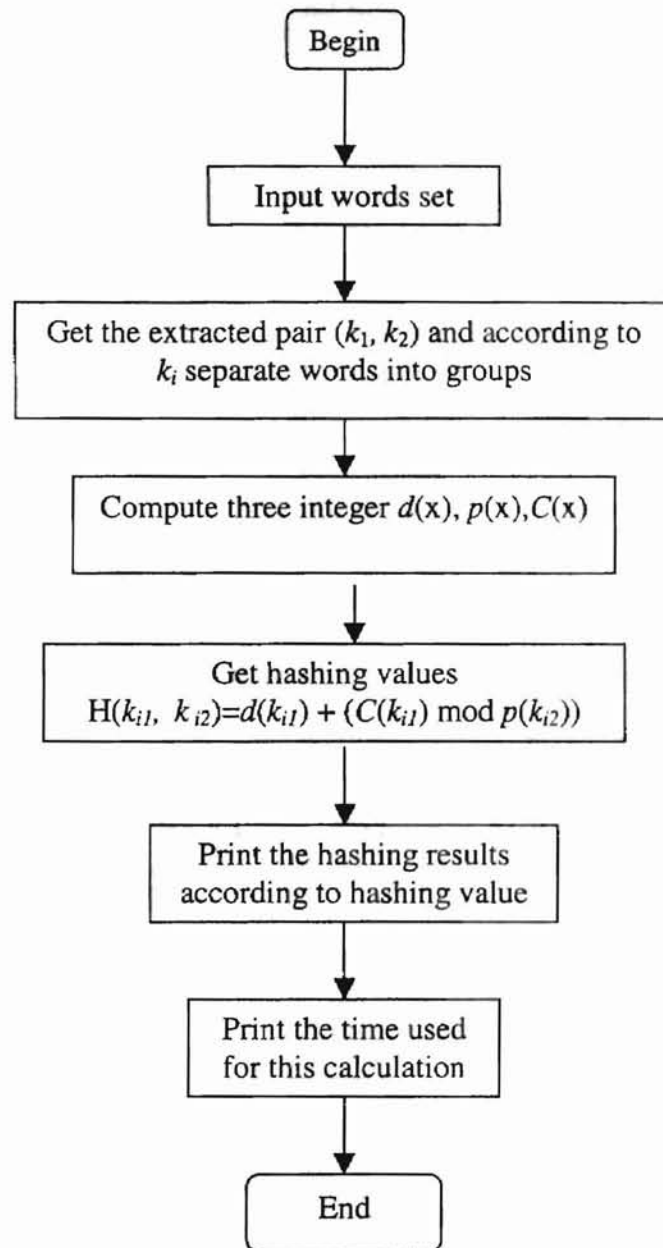 Begin
Input words set
Get the extracted pair (k₁, k₂) and according to
kᵢ separate words into groups
Compute three integer d(x), p(x),C(x)
Get hashing values
H(kᵢ₁, kᵢ₂)=d(kᵢ₁) + (C(kᵢ₁) mod p(kᵢ₂))
Print the hashing results
according to hashing value
Print the time used
for this calculation
End